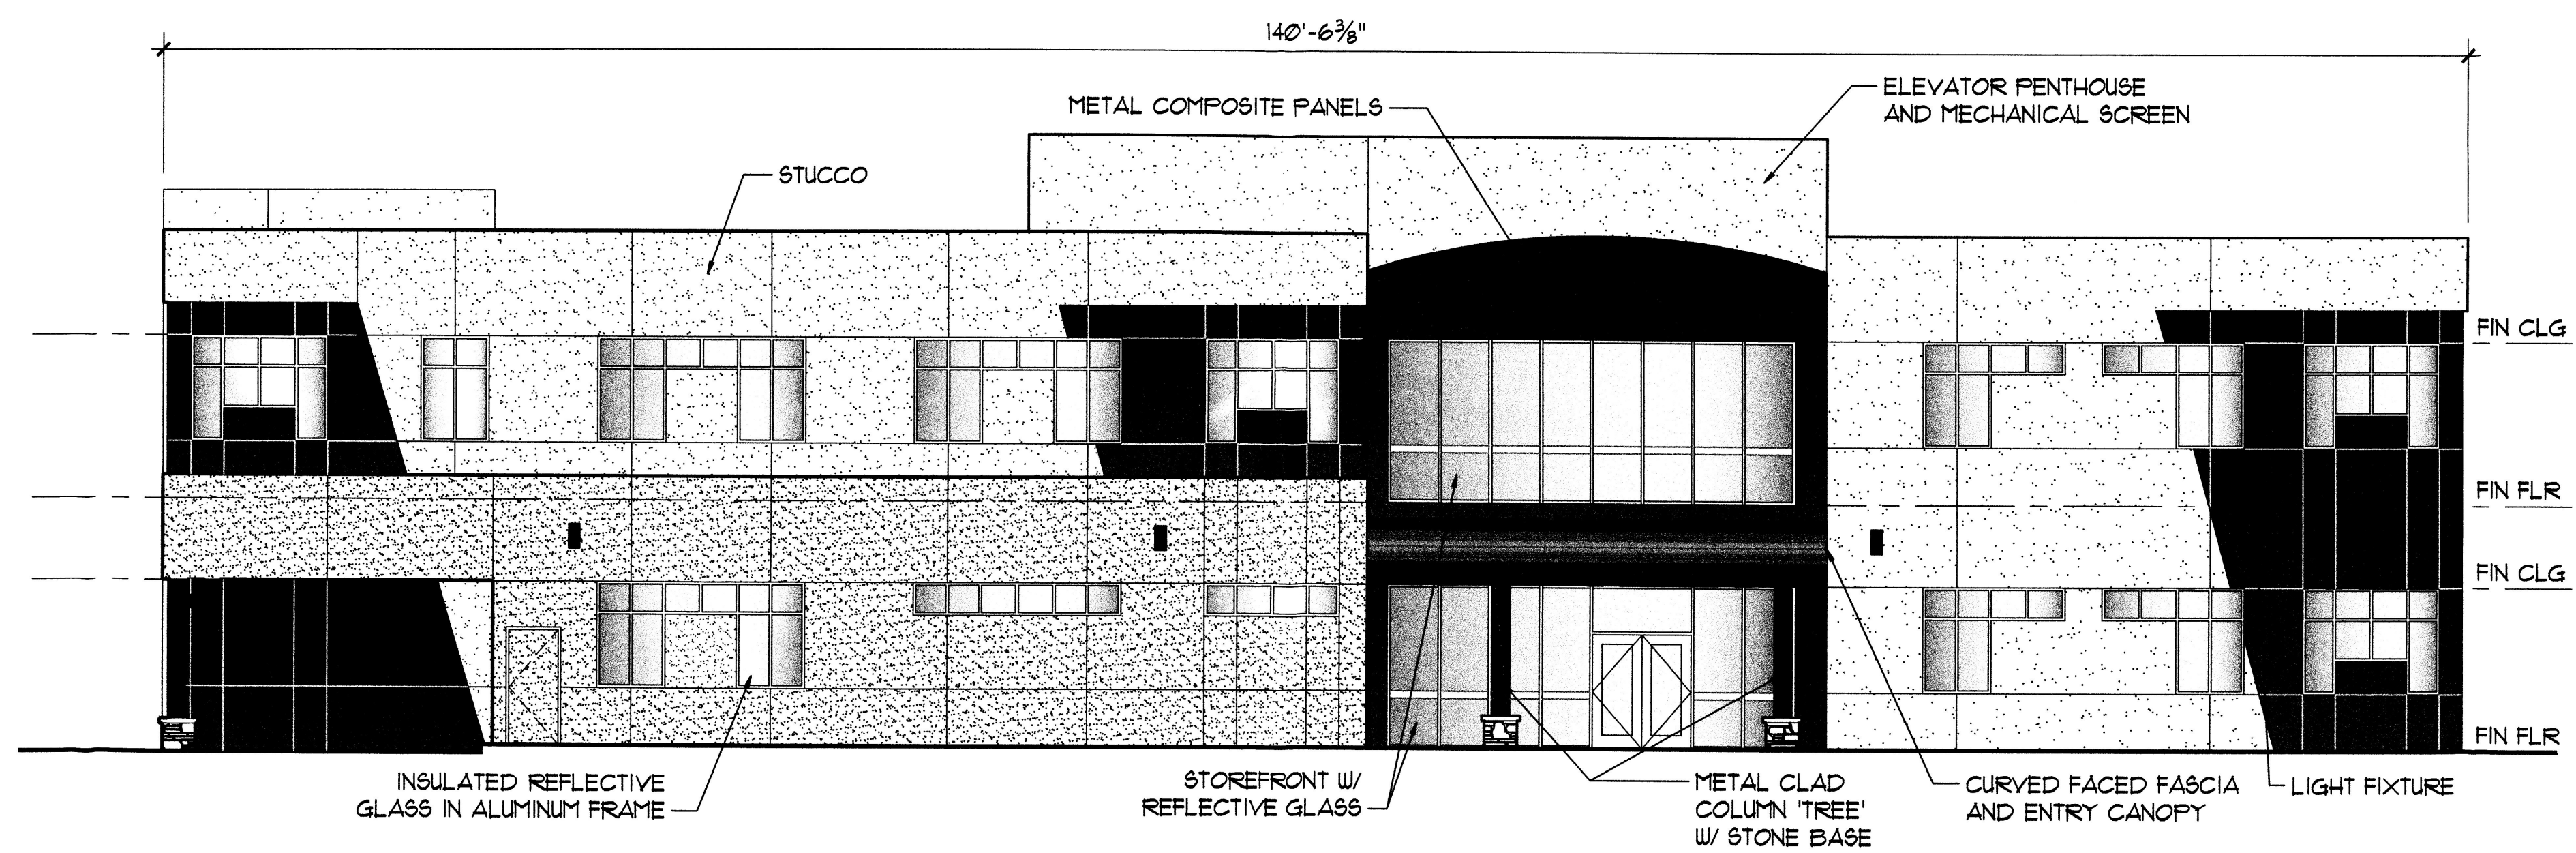 140'-6⅜"
METAL COMPOSITE PANELS
ELEVATOR PENTHOUSE
AND MECHANICAL SCREEN
STUCCO
FIN CLG
FIN FLR
FIN CLG
FIN FLR
INSULATED REFLECTIVE
GLASS IN ALUMINUM FRAME
STOREFRONT W/
REFLECTIVE GLASS
METAL CLAD
COLUMN 'TREE'
W/ STONE BASE
CURVED FACED FASCIA
AND ENTRY CANOPY
LIGHT FIXTURE